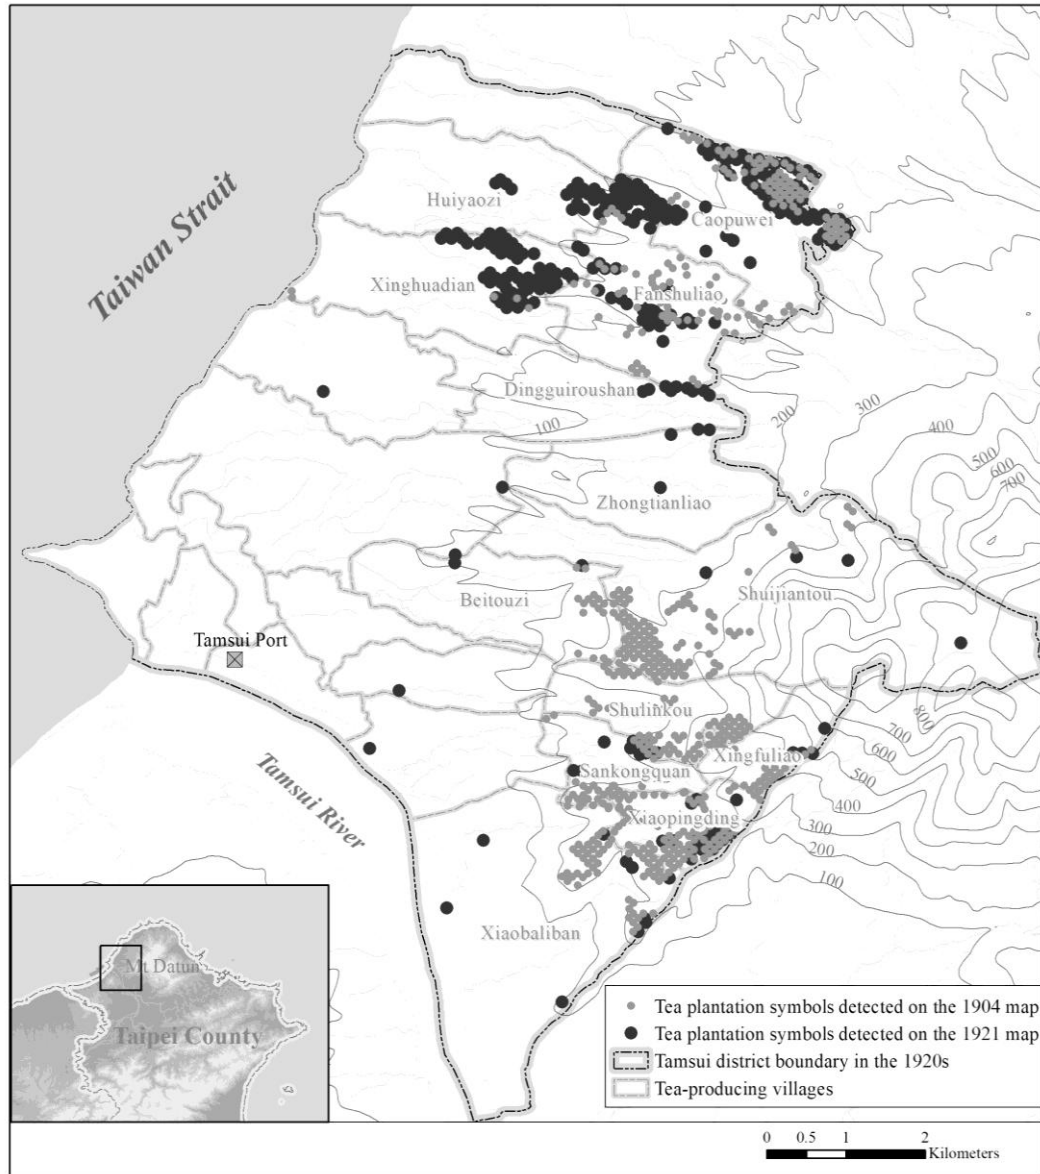 Taiwan Strait
Huiyaozi
Caopuwei
Xinghuadian
Fanshuliao
Dingguiroushan
100
200
300
400
500
600
700
Zhongtianliao
Beitouzi
Shuijiantou
Tamsui Port
Shulinkou
800
Xingfuliao
700
600
Sankongquan
500
Tamsui River
Xiaopingding
400
300
200
100
Xiaobaliban
Mt Datun
Taipei County
Tea plantation symbols detected on the 1904 map
Tea plantation symbols detected on the 1921 map
Tamsui district boundary in the 1920s
Tea-producing villages
0 0.5 1 2
Kilometers